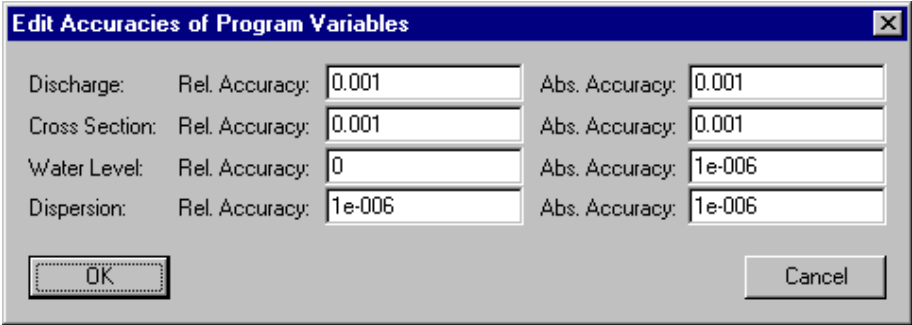 Edit Accuracies of Program Variables
Discharge: Rel. Accuracy: 0.001 Abs. Accuracy: 0.001
Cross Section: Rel. Accuracy: 0.001 Abs. Accuracy: 0.001
Water Level: Rel. Accuracy: 0 Abs. Accuracy: 1e-006
Dispersion: Rel. Accuracy: 1e-006 Abs. Accuracy: 1e-006
OK Cancel